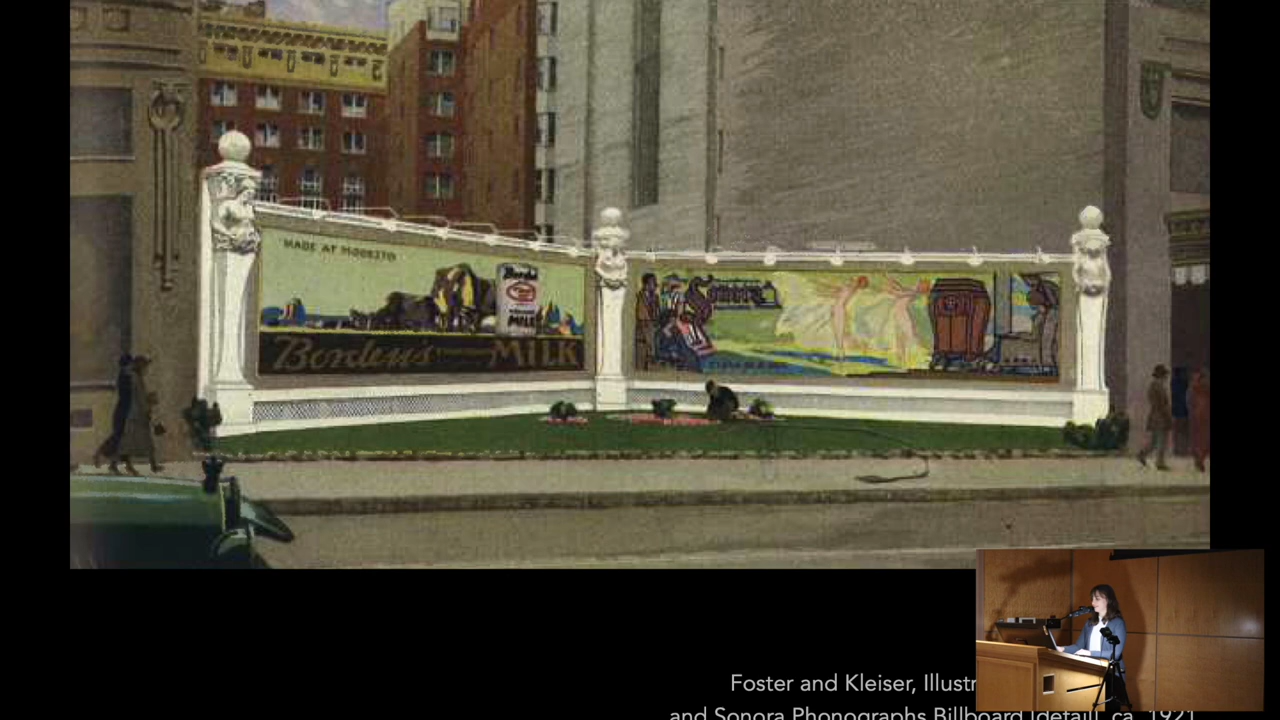 MADE AT MODESTO
Borden's
MILK
Borden's MILK
Foster and Kleiser, Illustr
and Sonora Phonographs Billboard (detail), ca. 1921